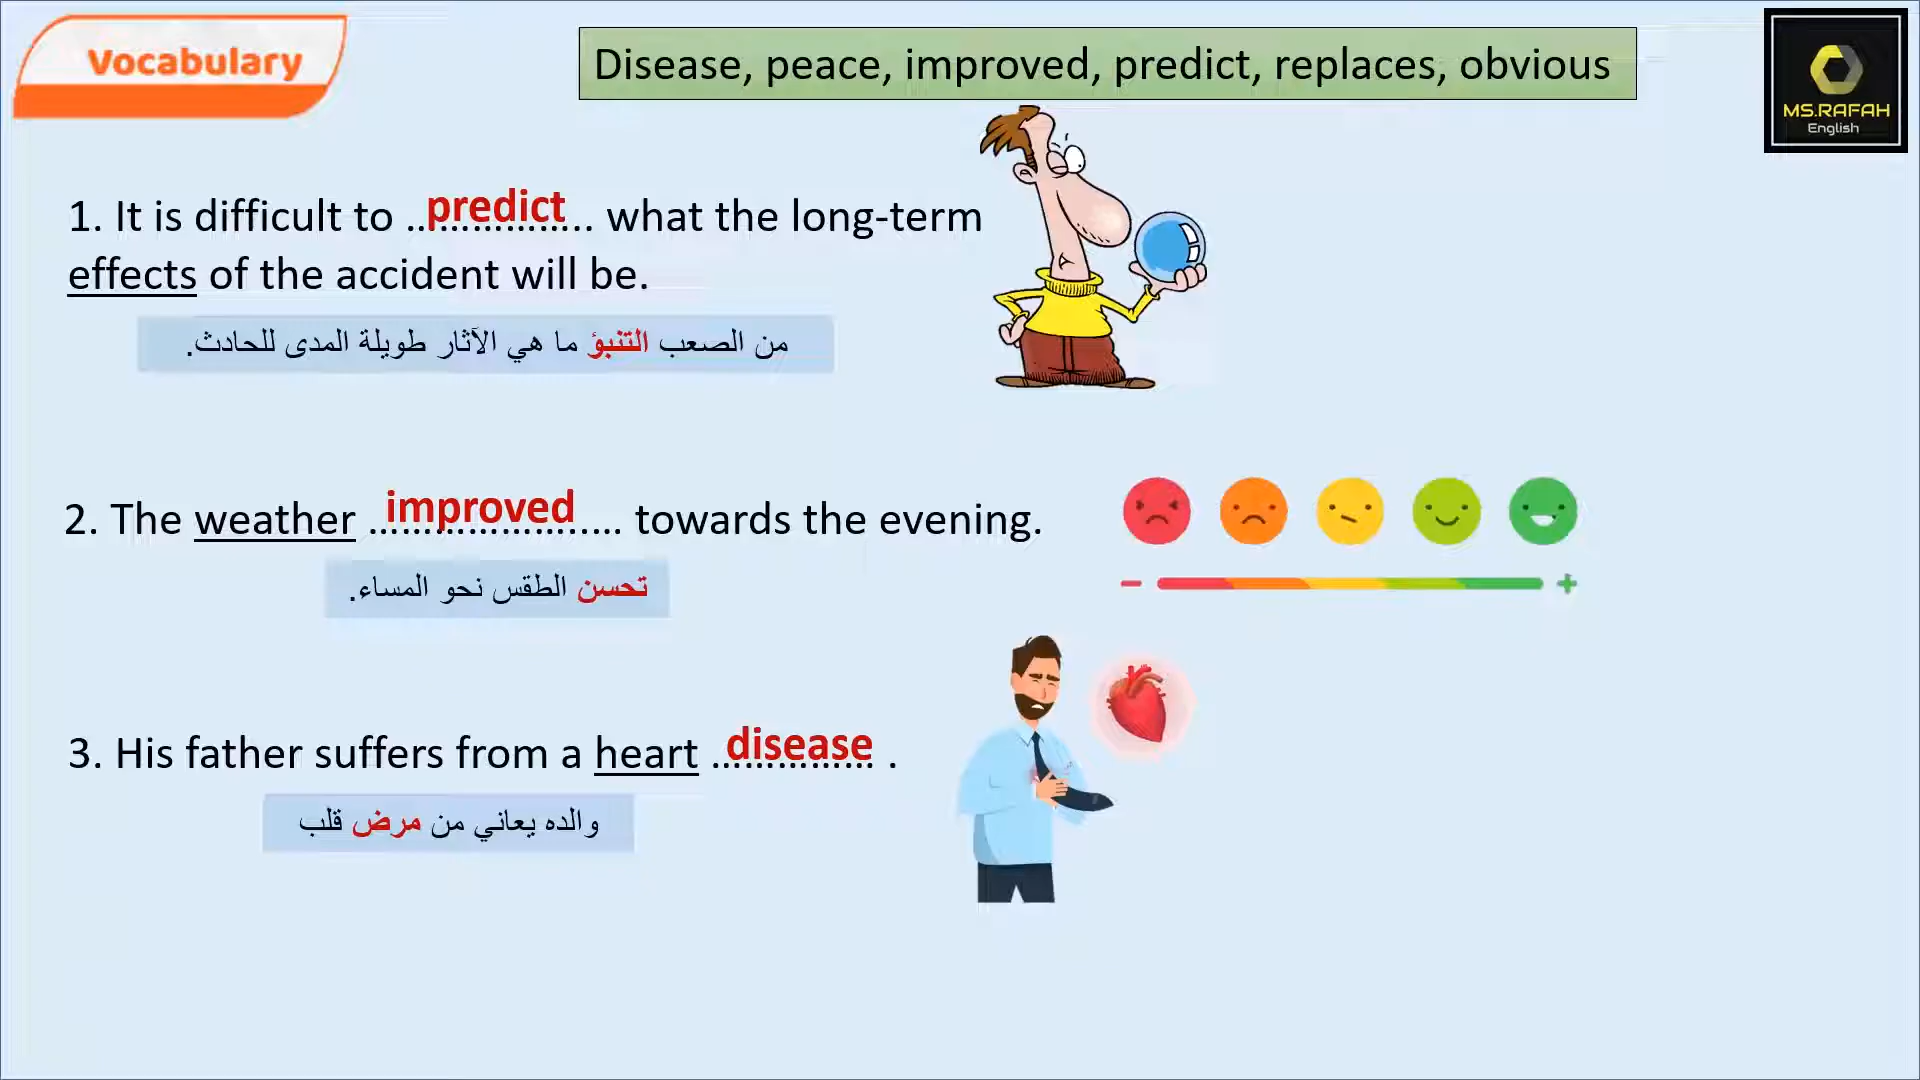 Vocabulary
Disease, peace, improved, predict, replaces, obvious
MS.RAFAH
English
1. It is difficult to ..predict.. what the long-term
effects of the accident will be.
من الصعب التنبؤ ما هي الآثار طويلة المدى للحادث.
2. The weather ...improved.... towards the evening.
تحسن الطقس نحو المساء.
3. His father suffers from a heart ..disease .
والده يعاني من مرض قلب